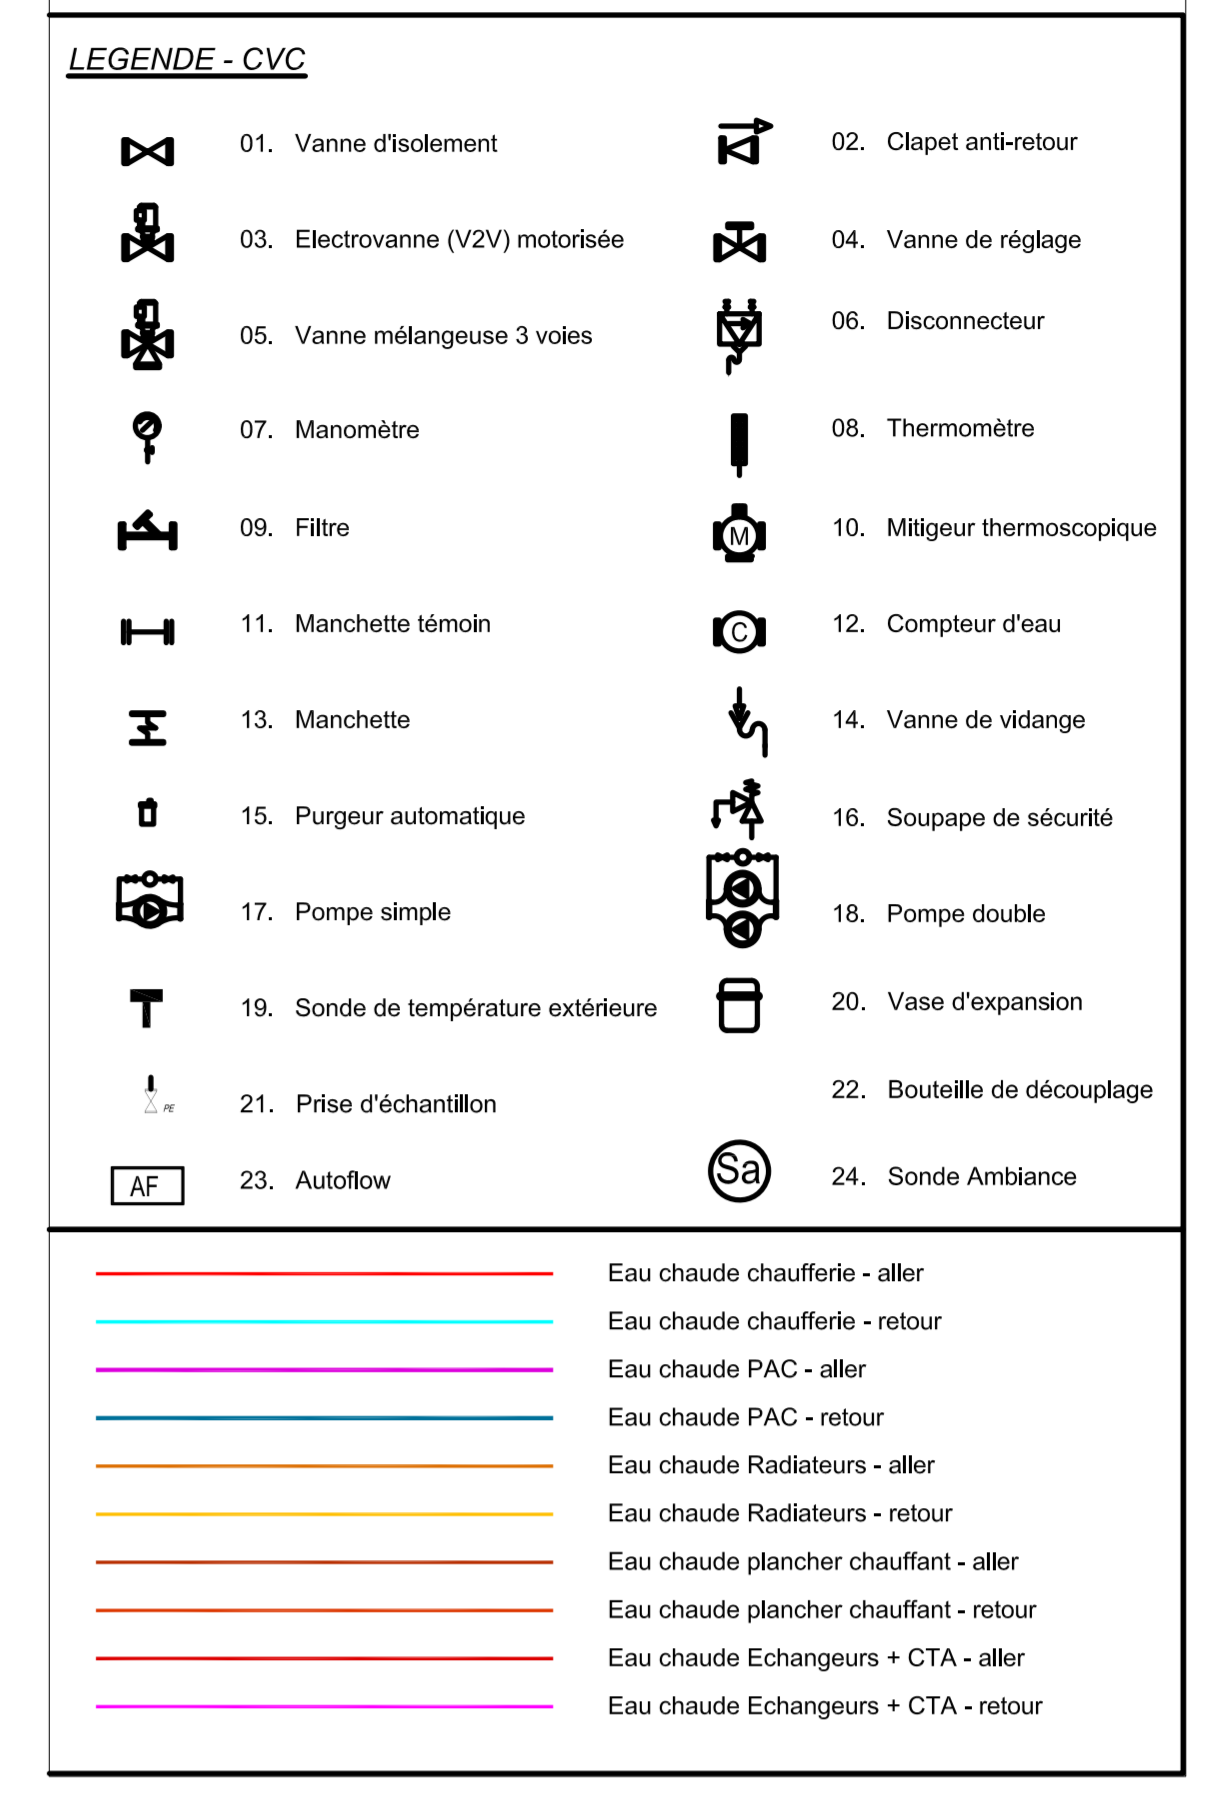 LEGENDE - CVC
01. Vanne d'isolement
02. Clapet anti-retour
03. Electrovanne (V2V) motorisée
04. Vanne de réglage
05. Vanne mélangeuse 3 voies
06. Disconnecteur
07. Manomètre
08. Thermomètre
09. Filtre
M
10. Mitigeur thermoscopique
11. Manchette témoin
C
12. Compteur d'eau
13. Manchette
14. Vanne de vidange
15. Purgeur automatique
16. Soupape de sécurité
17. Pompe simple
18. Pompe double
19. Sonde de température extérieure
20. Vase d'expansion
PE
21. Prise d'échantillon
22. Bouteille de découplage
AF
23. Autoflow
Sa
24. Sonde Ambiance
Eau chaude chaufferie - aller
Eau chaude chaufferie - retour
Eau chaude PAC - aller
Eau chaude PAC - retour
Eau chaude Radiateurs - aller
Eau chaude Radiateurs - retour
Eau chaude plancher chauffant - aller
Eau chaude plancher chauffant - retour
Eau chaude Echangeurs + CTA - aller
Eau chaude Echangeurs + CTA - retour